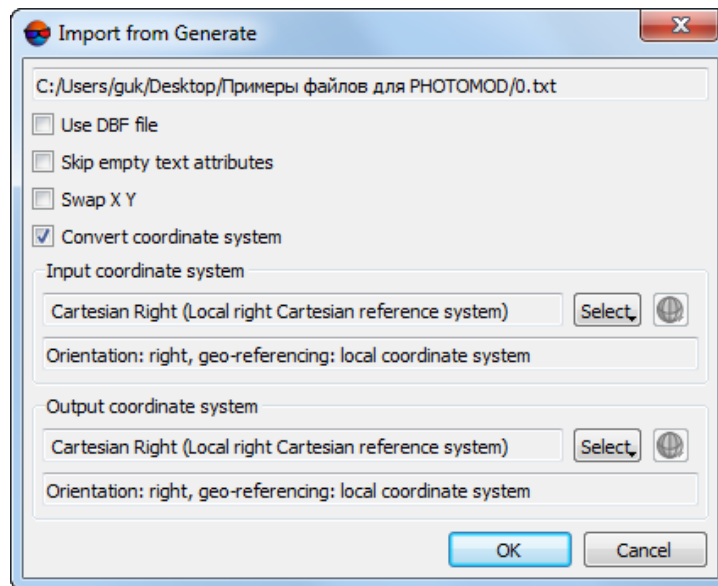 Import from Generate
C:/Users/guk/Desktop/Примеры файлов для PHOTOMOD/0.txt
Use DBF file
Skip empty text attributes
Swap X Y
Convert coordinate system
Input coordinate system
Cartesian Right (Local right Cartesian reference system) Select
Orientation: right, geo-referencing: local coordinate system
Output coordinate system
Cartesian Right (Local right Cartesian reference system) Select
Orientation: right, geo-referencing: local coordinate system
OK Cancel